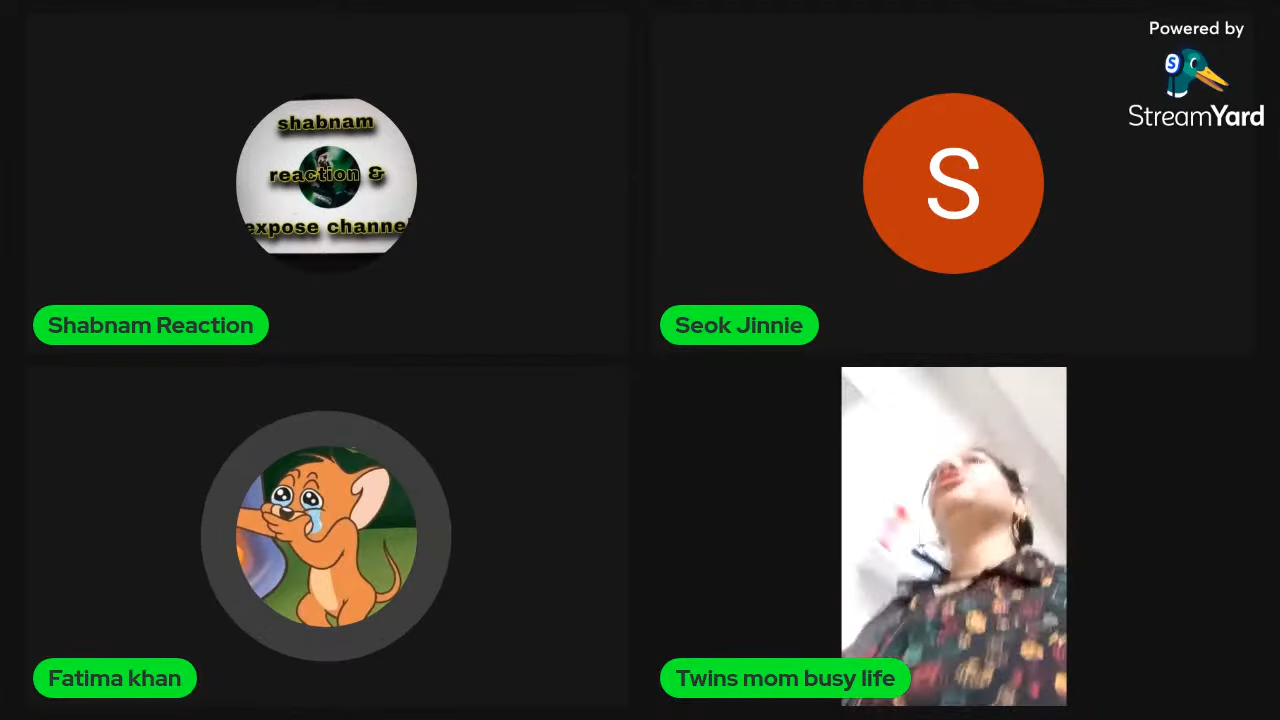 Powered by
StreamYard
shabnam
reaction &
expose channel
Shabnam Reaction
S
S
Seok Jinnie
Fatima khan
Twins mom busy life